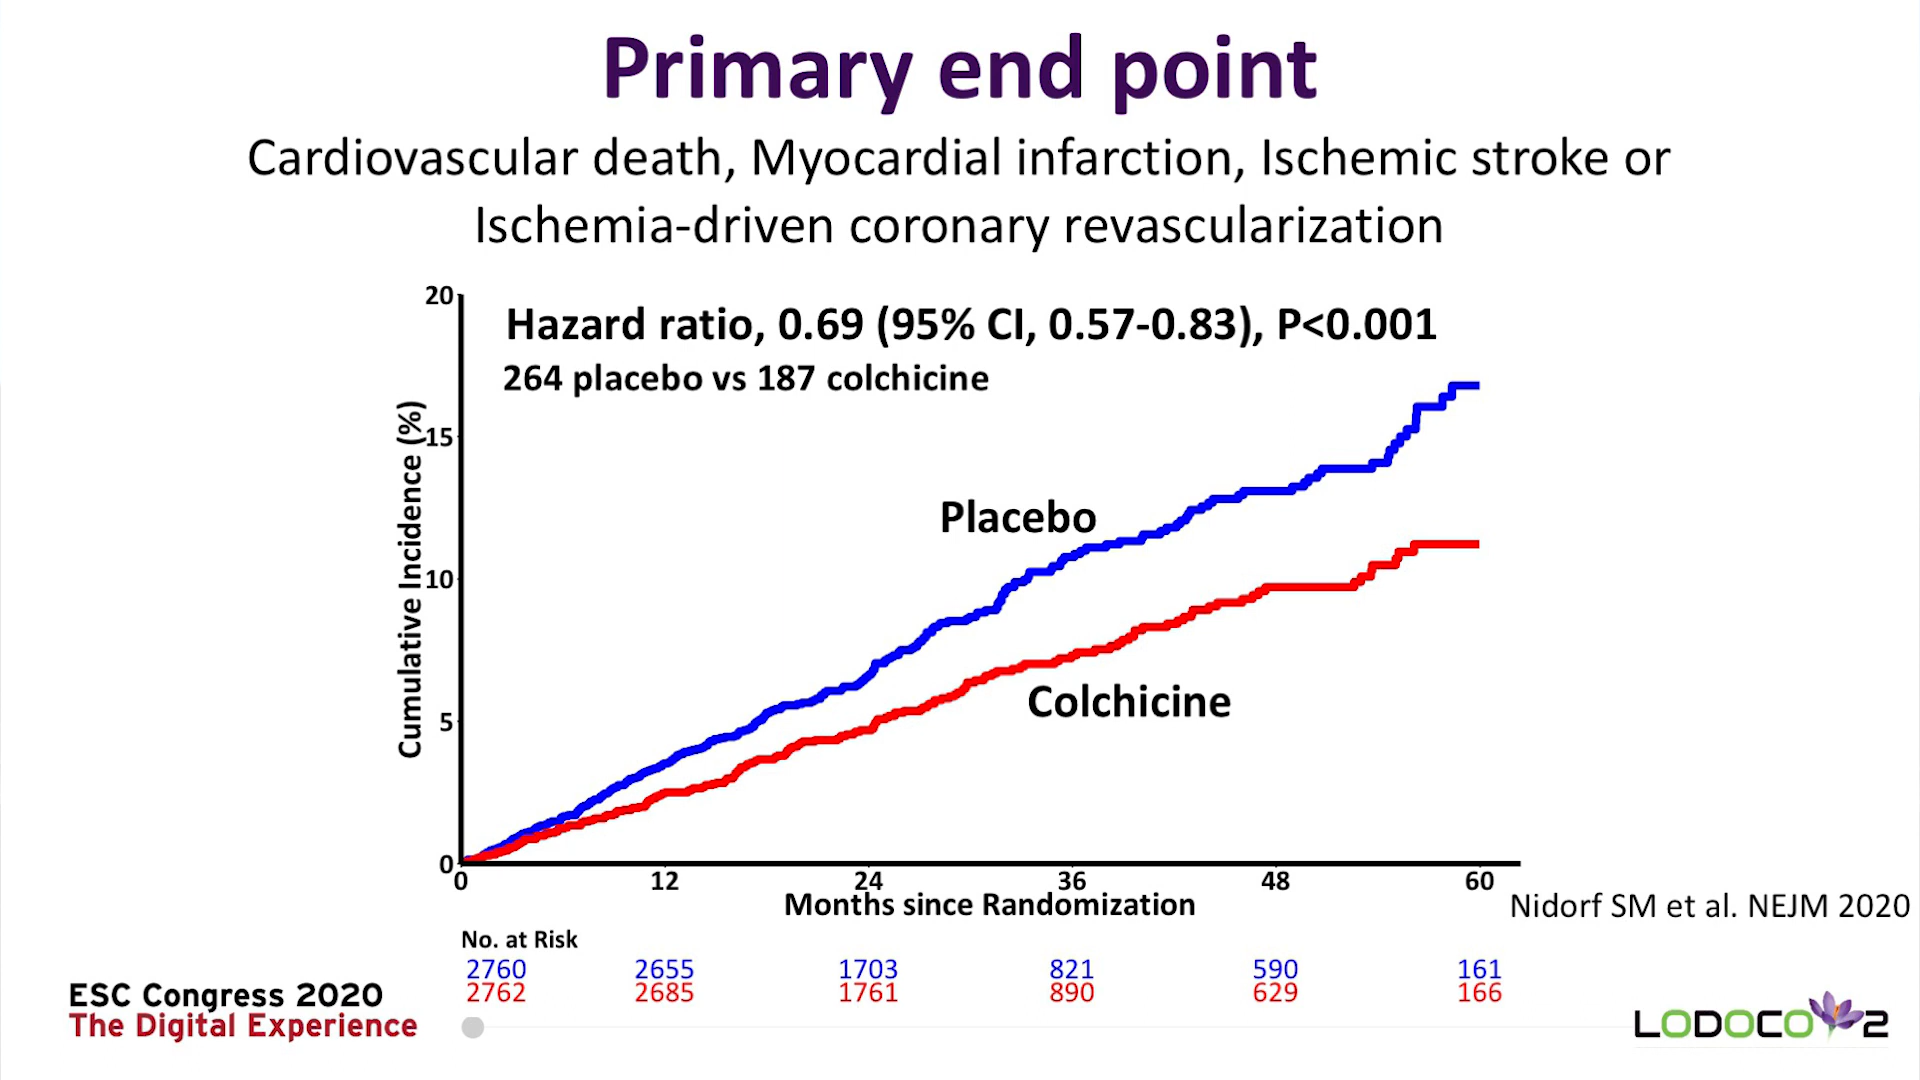 Primary end point
Cardiovascular death, Myocardial infarction, Ischemic stroke or
Ischemia-driven coronary revascularization
Hazard ratio, 0.69 (95% CI, 0.57-0.83), P<0.001
264 placebo vs 187 colchicine
Cumulative Incidence (%)
20
15
10
5
0
Placebo
Colchicine
0 12 24 36 48 60
Months since Randomization
Nidorf SM et al. NEJM 2020
No. at Risk
2760 2655 1703 821 590 161
2762 2685 1761 890 629 166
ESC Congress 2020
The Digital Experience
LODOCO 2